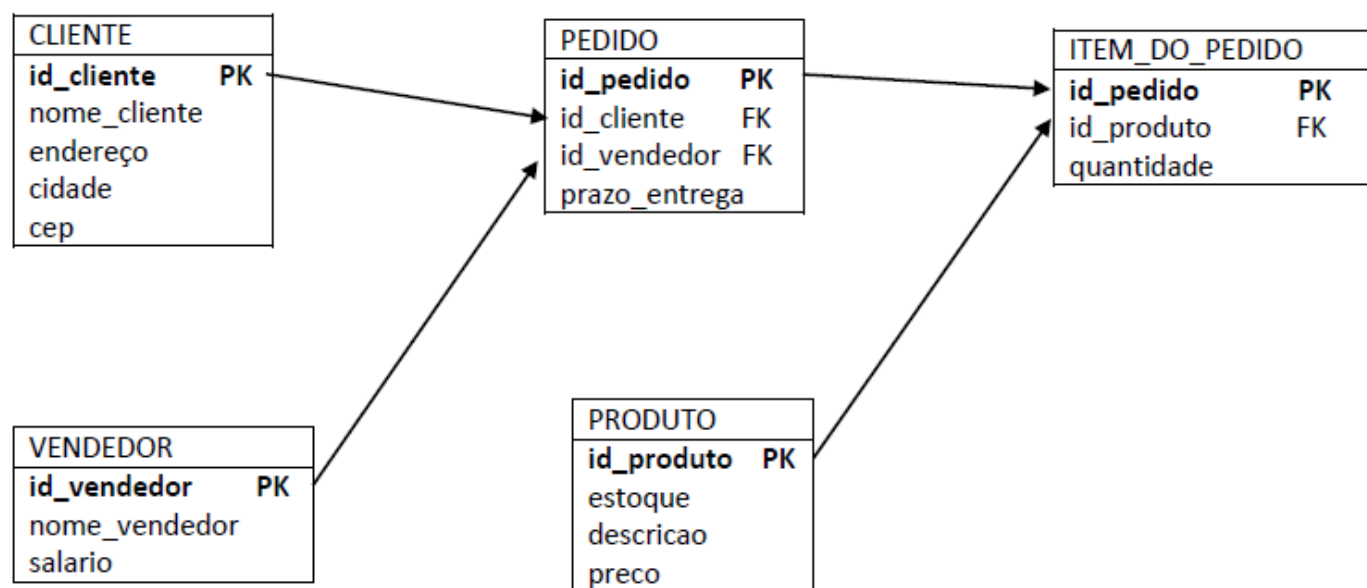 CLIENTE
id_cliente PK
nome_cliente
endereço
cidade
cep
PEDIDO
id_pedido PK
id_cliente FK
id_vendedor FK
prazo_entrega
ITEM_DO_PEDIDO
id_pedido PK
id_produto FK
quantidade
VENDEDOR
id_vendedor PK
nome_vendedor
salario
PRODUTO
id_produto PK
estoque
descricao
preco